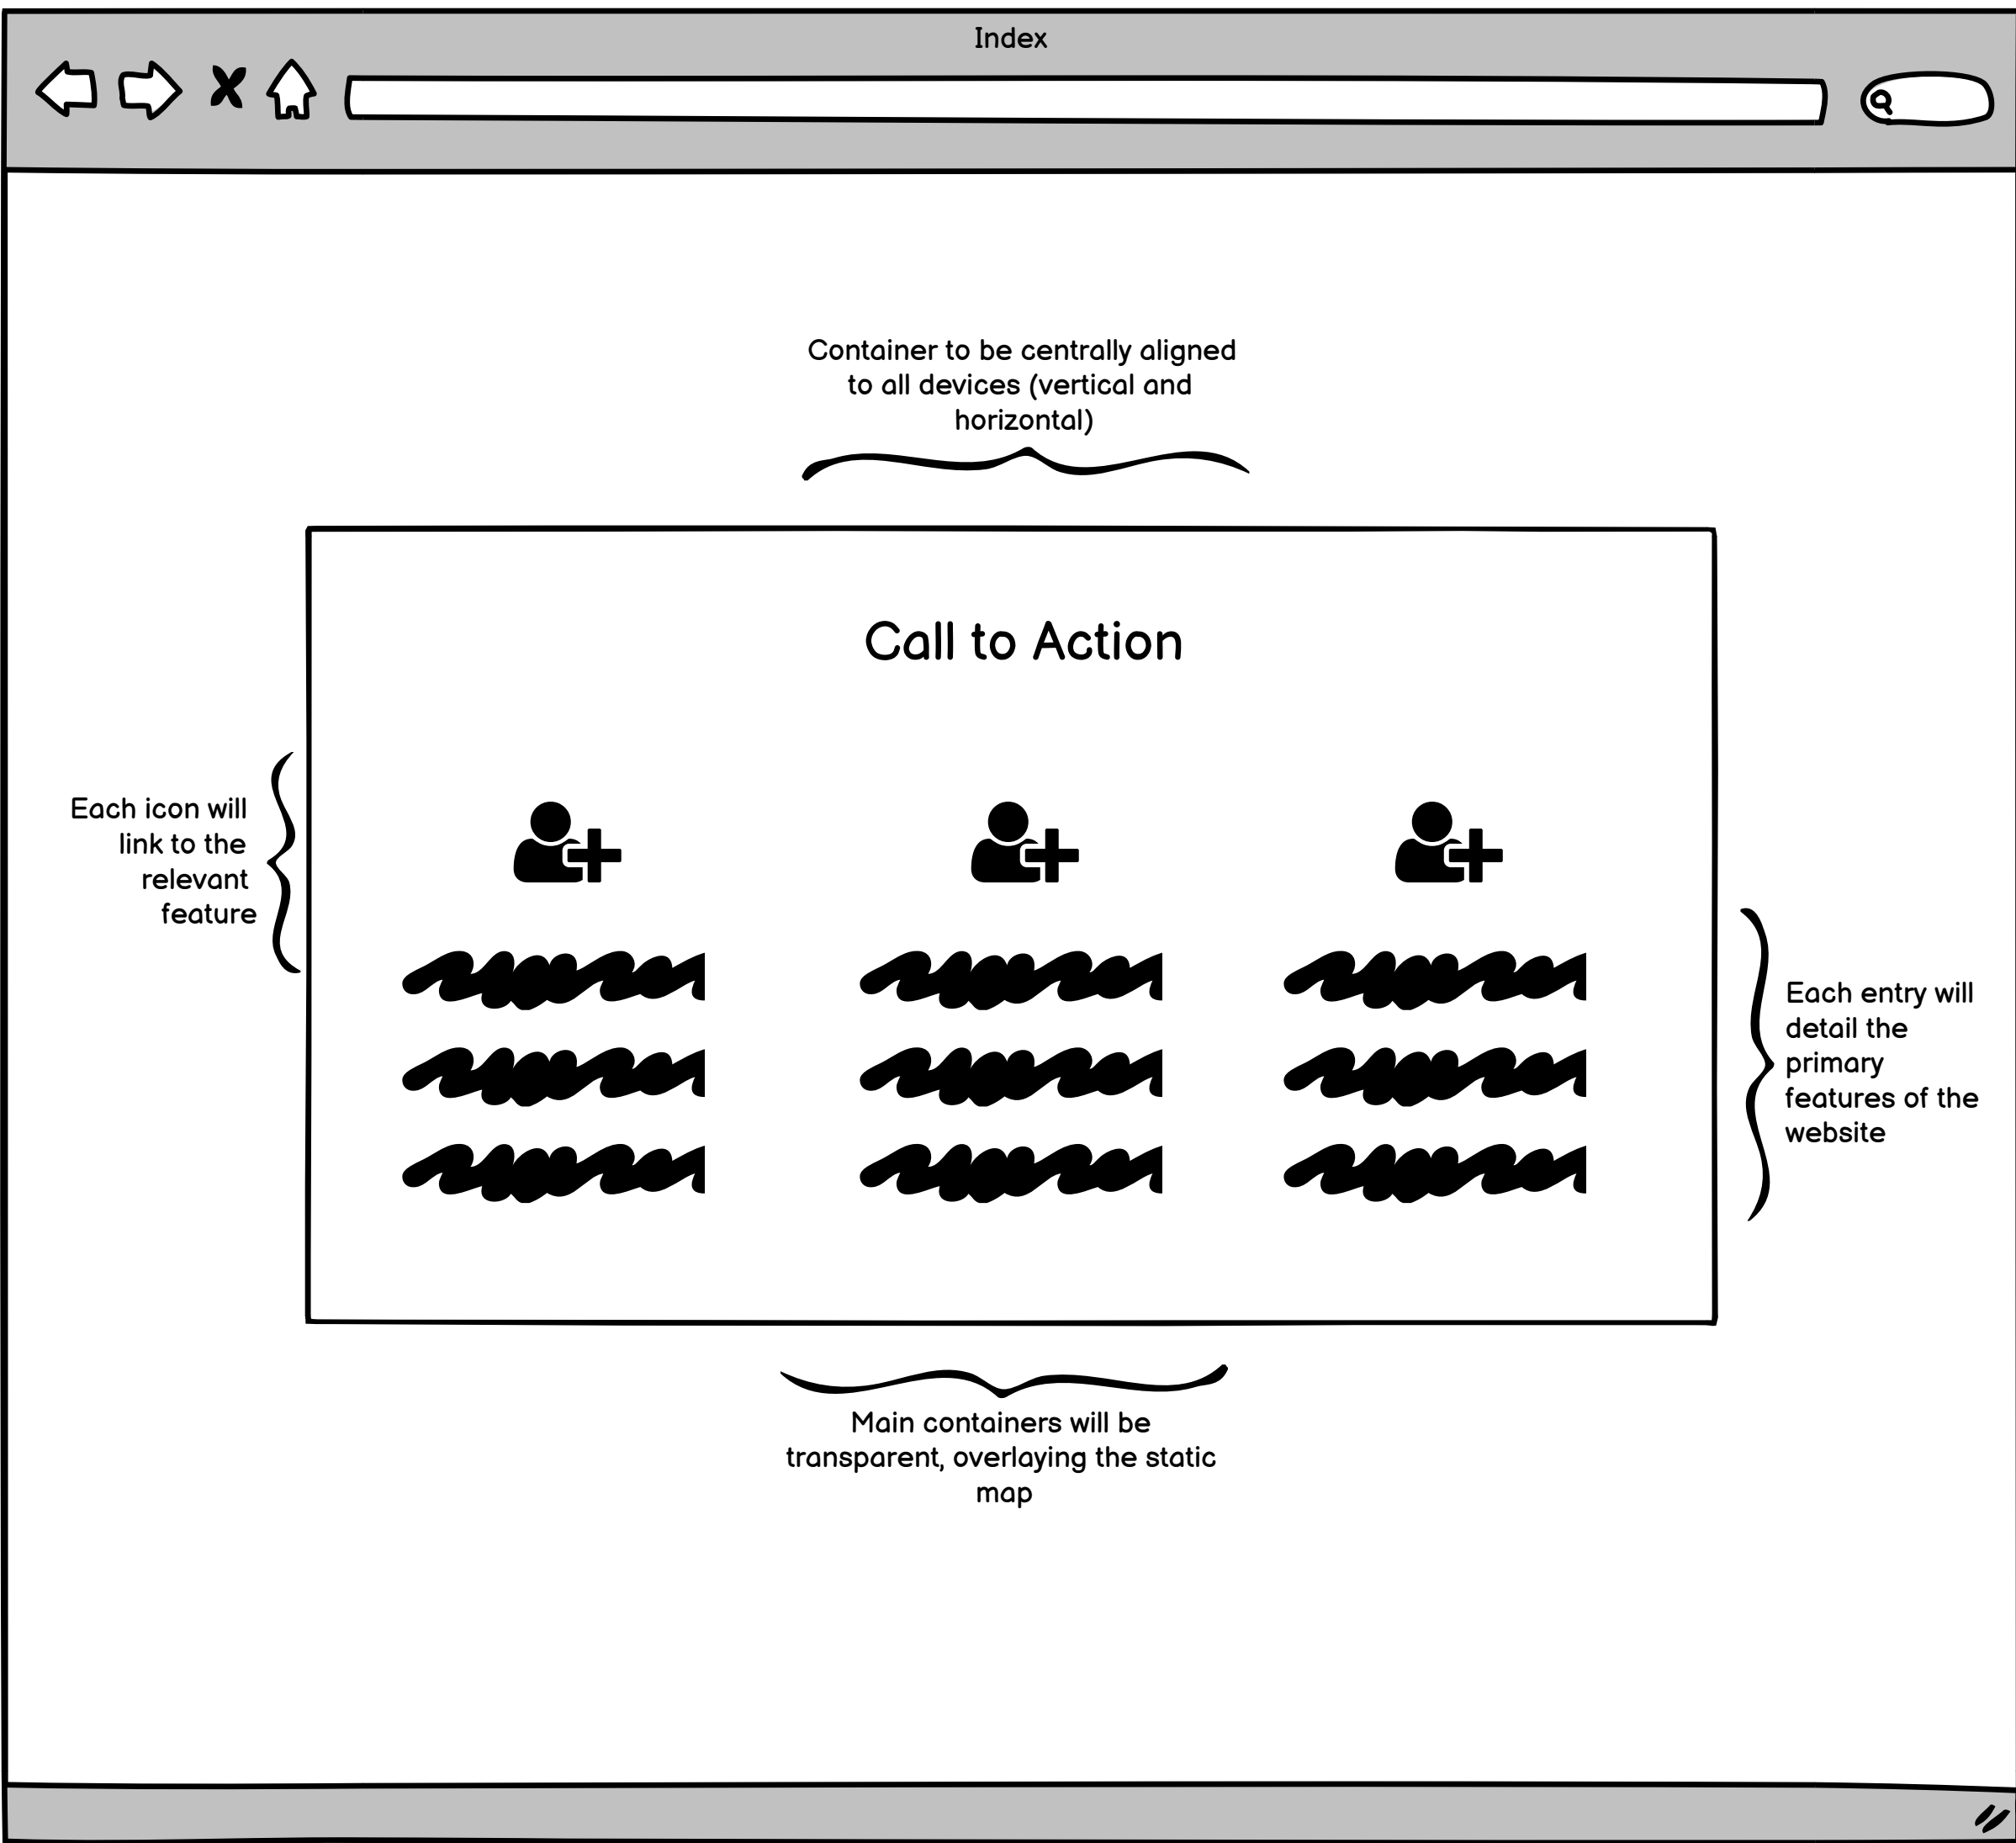 Index
Container to be centrally aligned
to all devices (vertical and
horizontal)
Call to Action
Each icon will
link to the
relevant
feature
Each entry will
detail the
primary
features of the
website
Main containers will be
transparent, overlaying the static
map